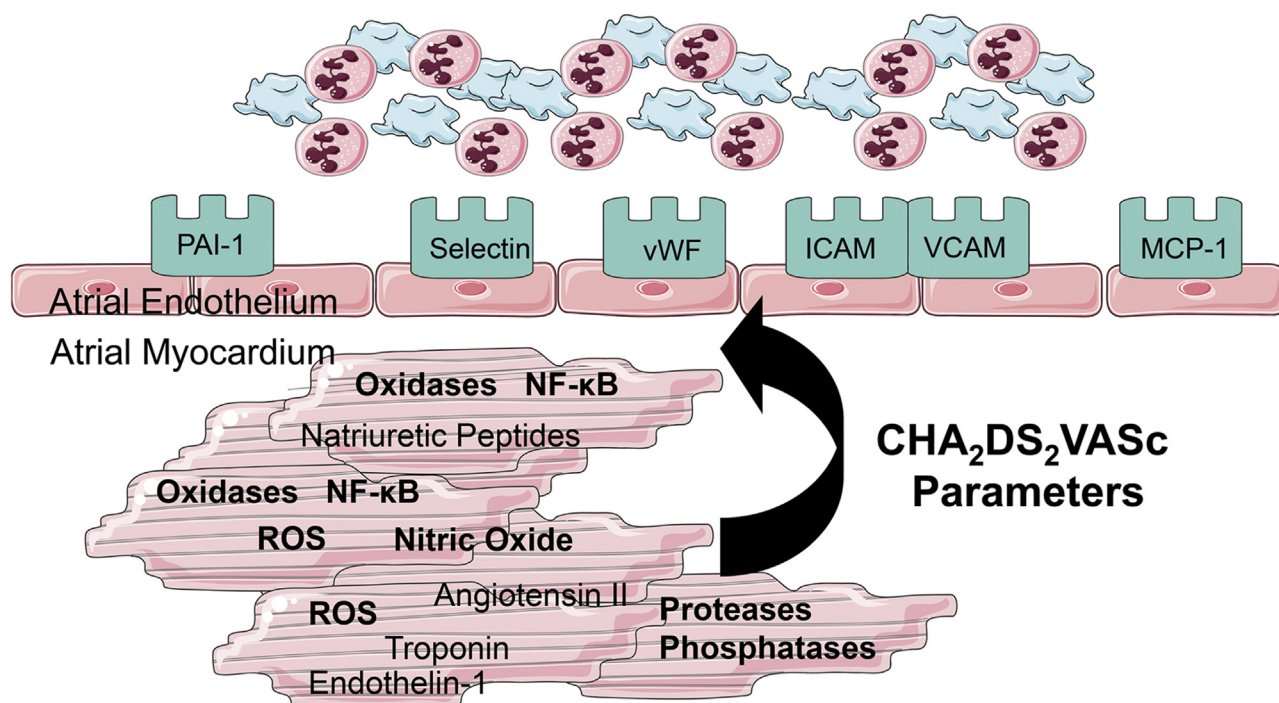 PAI-1
Selectin
vWF
ICAM
VCAM
MCP-1
Atrial Endothelium
Atrial Myocardium
Oxidases NF-κB
Natriuretic Peptides
Oxidases NF-κB
ROS
Nitric Oxide
Angiotensin II
ROS
Troponin
Endothelin-1
Proteases
Phosphatases
CHA₂DS₂VASc
Parameters